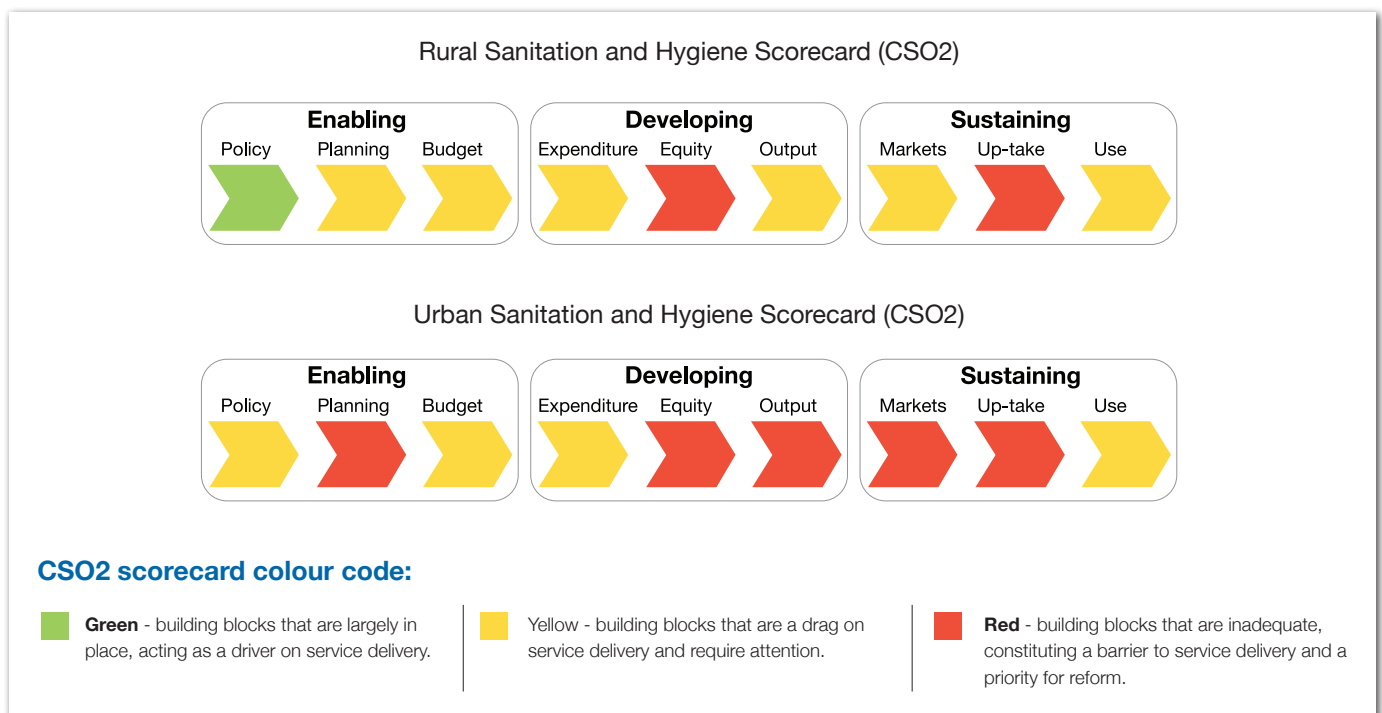 Rural Sanitation and Hygiene Scorecard (CSO2)
Enabling Developing Sustaining
Policy Planning Budget Expenditure Equity Output Markets Up-take Use
Urban Sanitation and Hygiene Scorecard (CSO2)
Enabling Developing Sustaining
Policy Planning Budget Expenditure Equity Output Markets Up-take Use
CSO2 scorecard colour code:
Green - building blocks that are largely in
place, acting as a driver on service delivery.
Yellow - building blocks that are a drag on
service delivery and require attention.
Red - building blocks that are inadequate,
constituting a barrier to service delivery and a
priority for reform.